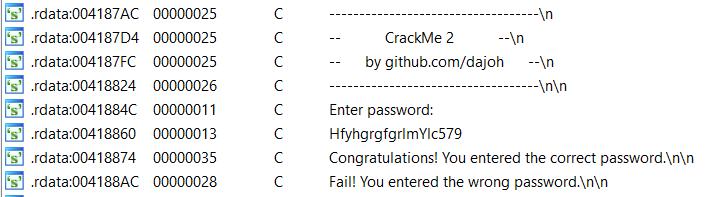 .rdata:004187AC 00000025 C -----------------------------------\n
.rdata:004187D4 00000025 C -- CrackMe 2 --\n
.rdata:004187FC 00000025 C -- by github.com/dajoh --\n
.rdata:00418824 00000026 C -----------------------------------\n\n
.rdata:0041884C 00000011 C Enter password:
.rdata:00418860 00000013 C HfyhgrgfgrlmYlc579
.rdata:00418874 00000035 C Congratulations! You entered the correct password.\n\n
.rdata:004188AC 00000028 C Fail! You entered the wrong password.\n\n